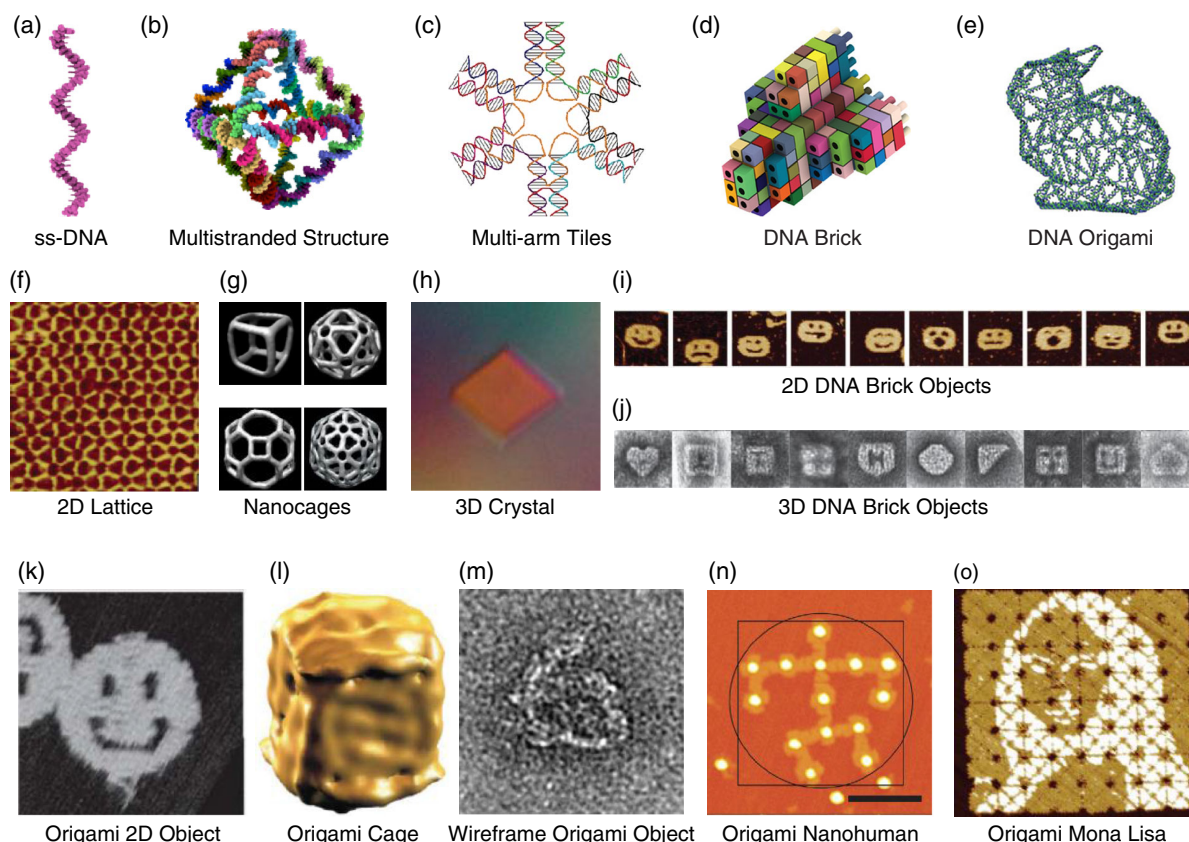 (a)
(b)
(c)
(d)
(e)
ss-DNA
Multistranded Structure
Multi-arm Tiles
DNA Brick
DNA Origami
(f)
(g)
(h)
(i)
2D DNA Brick Objects
(j)
2D Lattice
Nanocages
3D Crystal
3D DNA Brick Objects
(k)
(l)
(m)
(n)
(o)
Origami 2D Object
Origami Cage
Wireframe Origami Object
Origami Nanohuman
Origami Mona Lisa